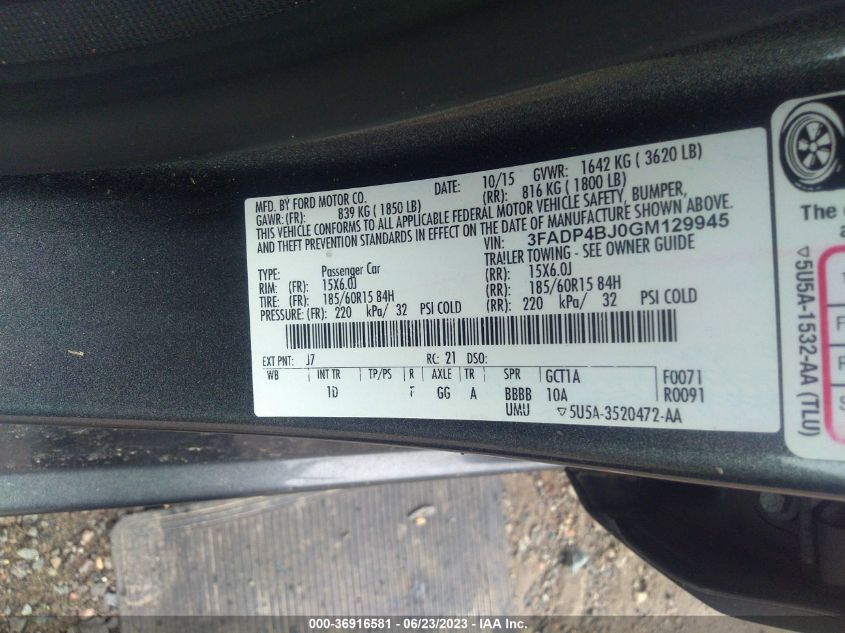 MFD. BY FORD MOTOR CO. DATE: 10/15 GVWR: 1642 KG ( 3620 LB)
GAWR: (FR): 839 KG ( 1850 LB) (RR): 816 KG ( 1800 LB)
THIS VEHICLE CONFORMS TO ALL APPLICABLE FEDERAL MOTOR VEHICLE SAFETY, BUMPER,
AND THEFT PREVENTION STANDARDS IN EFFECT ON THE DATE OF MANUFACTURE SHOWN ABOVE.
VIN: 3FADP4BJ0GM129945
TYPE: Passenger Car TRAILER TOWING - SEE OWNER GUIDE
RIM: (FR): 15X6.0J (RR): 15X6.0J
TIRE: (FR): 185/60R15 84H (RR): 185/60R15 84H
PRESSURE: (FR): 220 kPa/ 32 PSI COLD (RR): 220 kPa/ 32 PSI COLD
EXT PNT: J7 RC: 21 DSO:
WB INT TR TP/PS R AXLE TR SPR GCT1A F0071
1D F GG A BBBB 10A R0091
UMU ▽5U5A-3520472-AA
The
▽5U5A-1532-AA (TLU)
000-36916581 - 06/23/2023 - IAAI.com